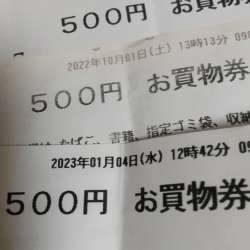 ５００円 お買物券
2022年10月01日(土) 13時13分 09
５００円 お買物券
たばこ、書籍、指定ゴミ袋、収納
2023年01月04日(水) 12時42分 09
５００円 お買物券